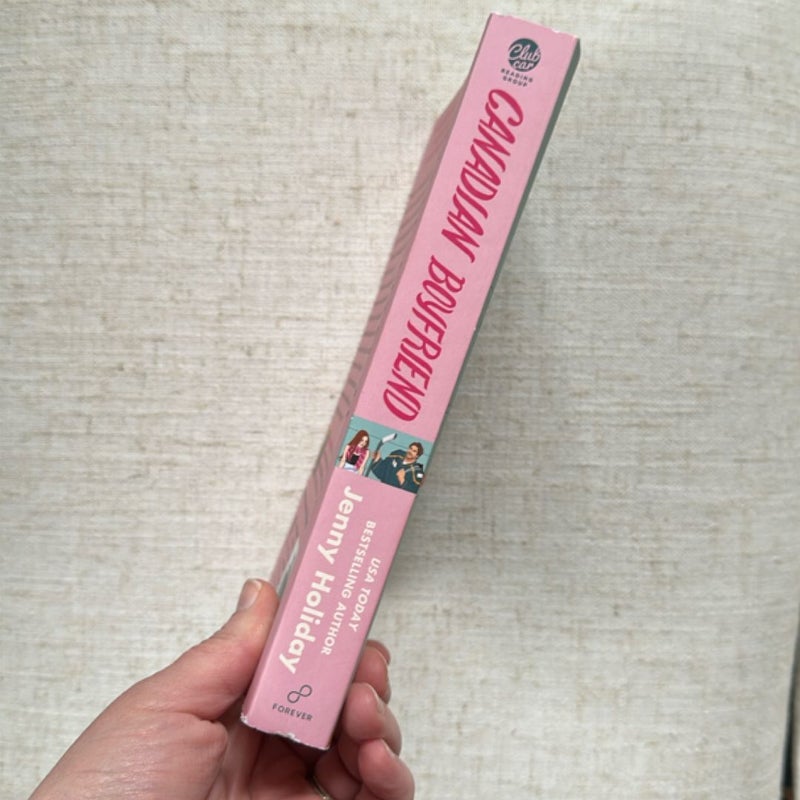 Club
car
READING
GROUP
CANADIAN BOYFRIEND
USA TODAY
BESTSELLING AUTHOR
Jenny Holiday
FOREVER